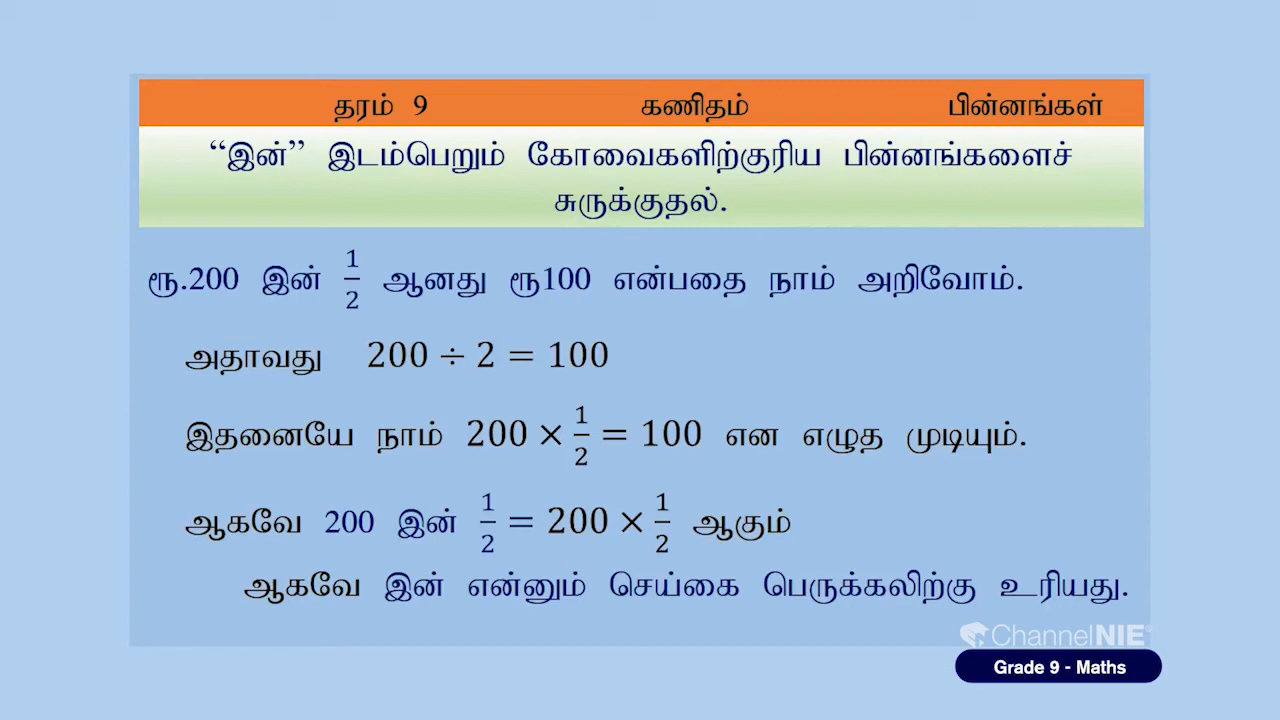 தரம் 9 கணிதம் பின்னங்கள்
“இன்” இடம்பெறும் கோவைகளிற்குரிய பின்னங்களைச்
சுருக்குதல்.
ரூ.200 இன் 1/2 ஆனது ரூ100 என்பதை நாம் அறிவோம்.
அதாவது 200 ÷ 2 = 100
இதனையே நாம் 200 × 1/2 = 100 என எழுத முடியும்.
ஆகவே 200 இன் 1/2 = 200 × 1/2 ஆகும்
ஆகவே இன் என்னும் செய்கை பெருக்கலிற்கு உரியது.
ChannelNIE
Grade 9 - Maths